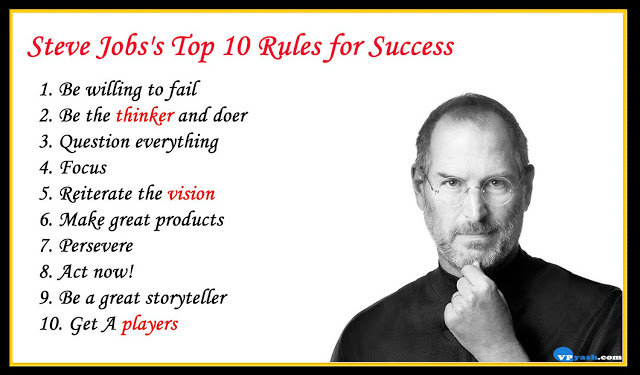 Steve Jobs's Top 10 Rules for Success
1. Be willing to fail
2. Be the thinker and doer
3. Question everything
4. Focus
5. Reiterate the vision
6. Make great products
7. Persevere
8. Act now!
9. Be a great storyteller
10. Get A players
VPyash.com